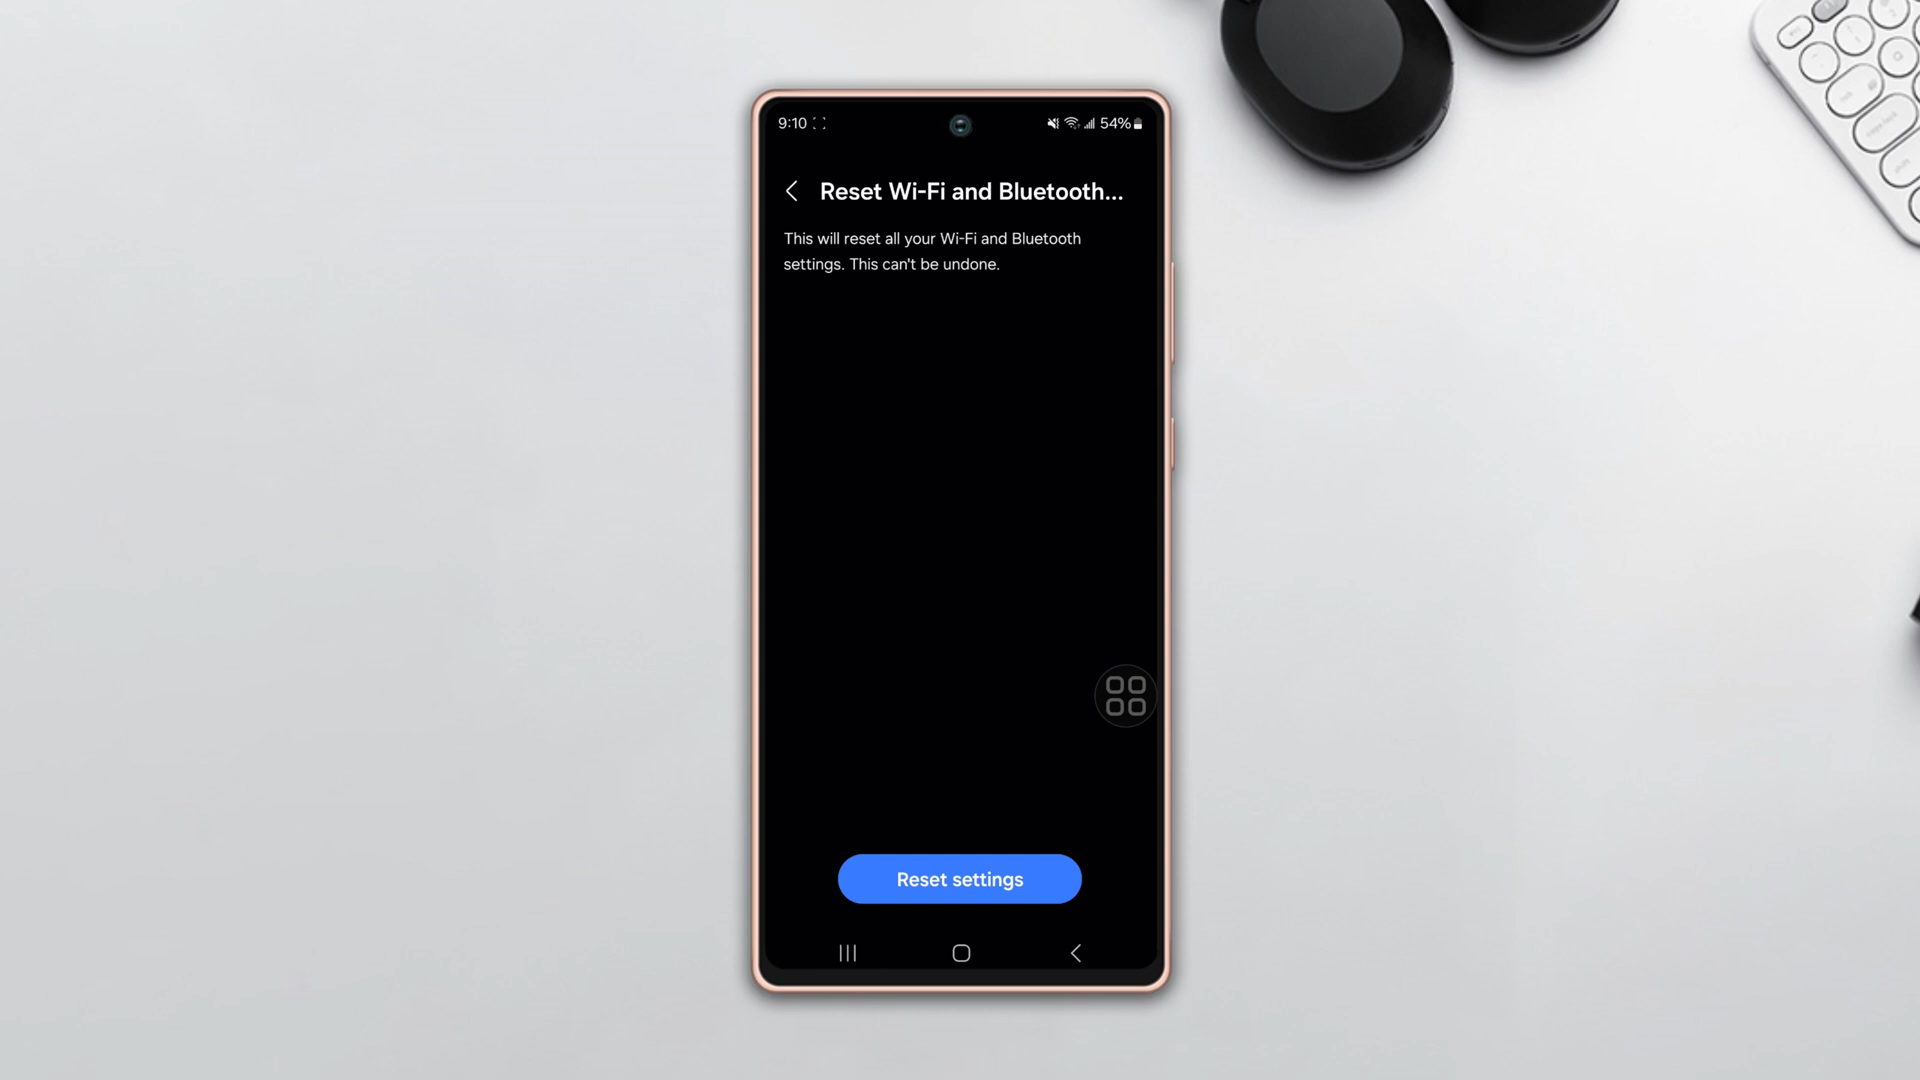 9:10
54%
Reset Wi-Fi and Bluetooth...
This will reset all your Wi-Fi and Bluetooth
settings. This can't be undone.
Reset settings